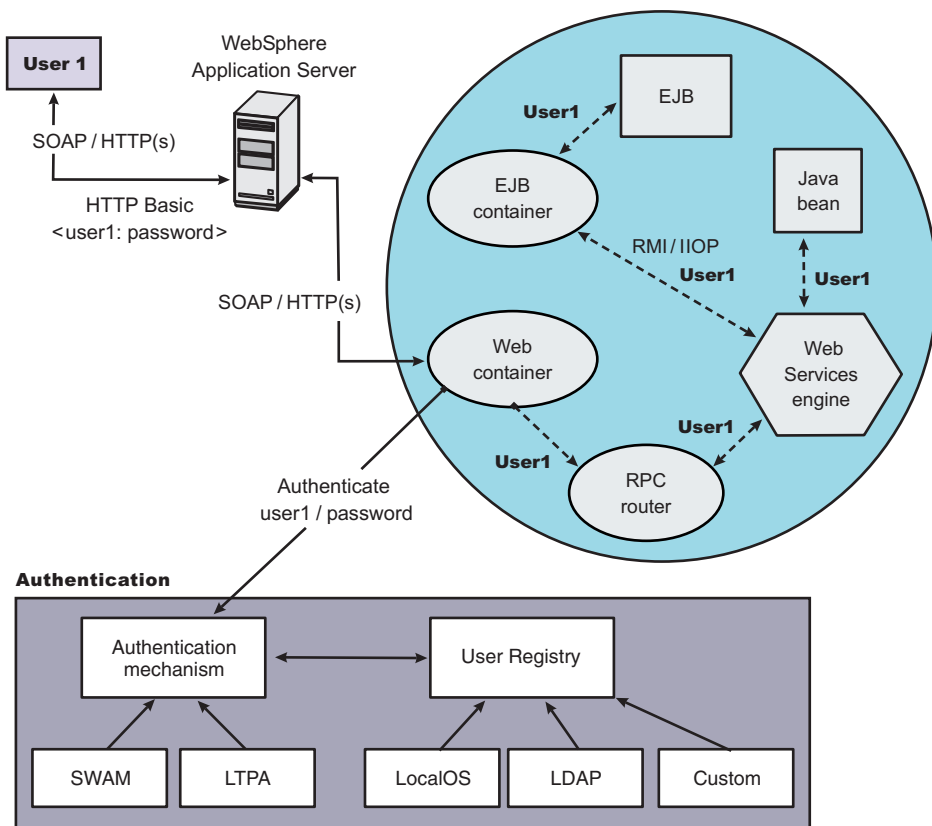 User 1
WebSphere
Application Server
SOAP / HTTP(s)
HTTP Basic
<user1: password>
SOAP / HTTP(s)
User1
EJB
EJB
container
Java
bean
RMI / IIOP
User1
User1
Web
container
Web
Services
engine
User1
User1
RPC
router
Authenticate
user1 / password
Authentication
Authentication
mechanism
User Registry
SWAM
LTPA
LocalOS
LDAP
Custom